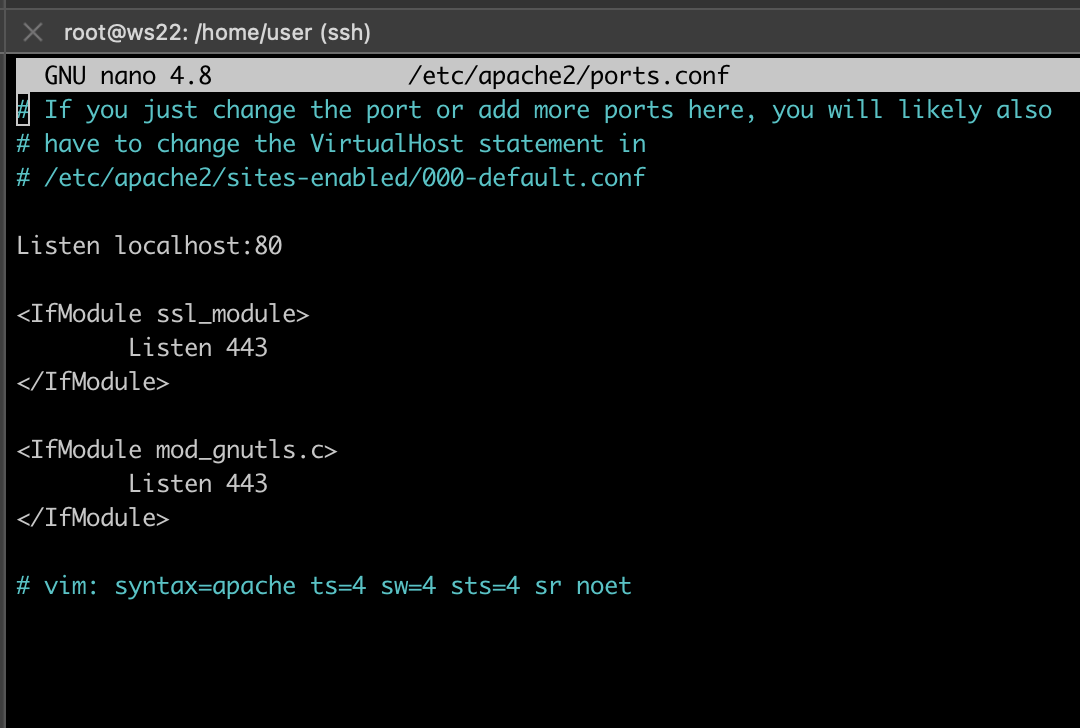 root@ws22: /home/user (ssh)
GNU nano 4.8 /etc/apache2/ports.conf
# If you just change the port or add more ports here, you will likely also
# have to change the VirtualHost statement in
# /etc/apache2/sites-enabled/000-default.conf
Listen localhost:80
<IfModule ssl_module>
Listen 443
</IfModule>
<IfModule mod_gnutls.c>
Listen 443
</IfModule>
# vim: syntax=apache ts=4 sw=4 sts=4 sr noet